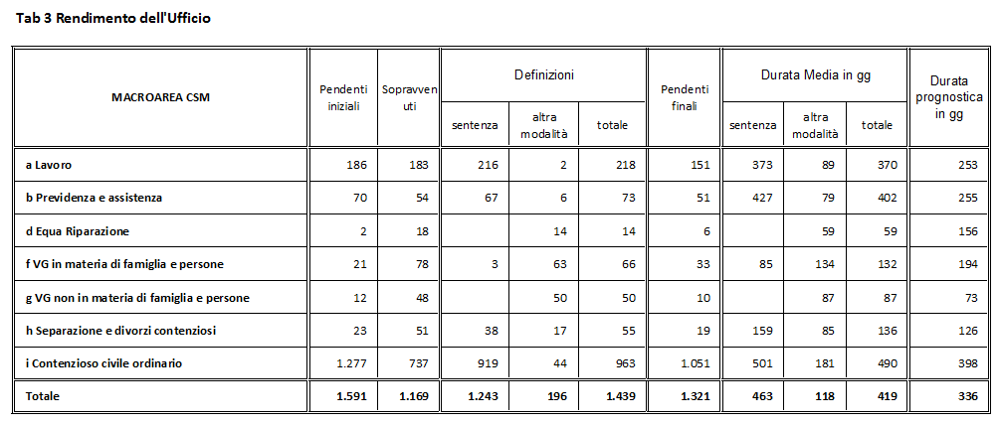 Tab 3 Rendimento dell'Ufficio
MACROAREA CSM Pendenti iniziali Sopravvenuti Definizioni Pendenti finali Durata Media in gg Durata prognostica in gg
sentenza altra modalità totale sentenza altra modalità totale
a Lavoro 186 183 216 2 218 151 373 89 370 253
b Previdenza e assistenza 70 54 67 6 73 51 427 79 402 255
d Equa Riparazione 2 18 14 14 6 59 59 156
f VG in materia di famiglia e persone 21 78 3 63 66 33 85 134 132 194
g VG non in materia di famiglia e persone 12 48 50 50 10 87 87 73
h Separazione e divorzi contenziosi 23 51 38 17 55 19 159 85 136 126
i Contenzioso civile ordinario 1.277 737 919 44 963 1.051 501 181 490 398
Totale 1.591 1.169 1.243 196 1.439 1.321 463 118 419 336